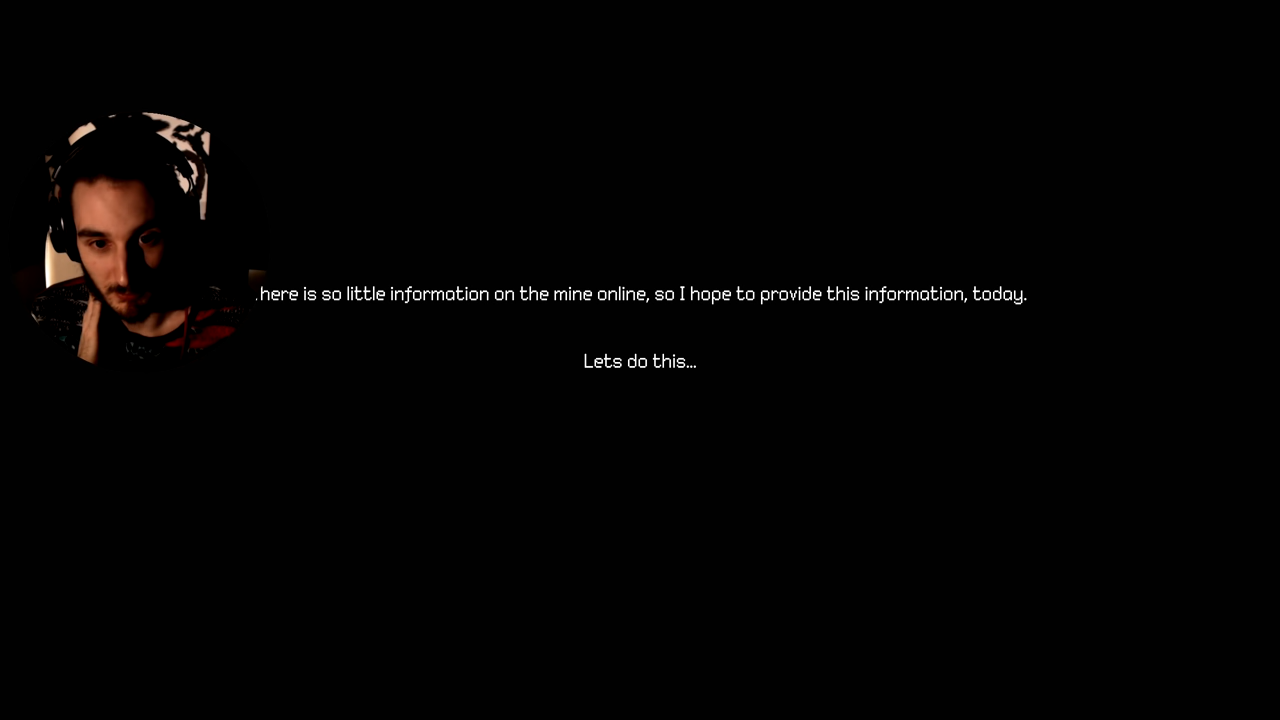 here is so little information on the mine online, so I hope to provide this information, today.
Lets do this...